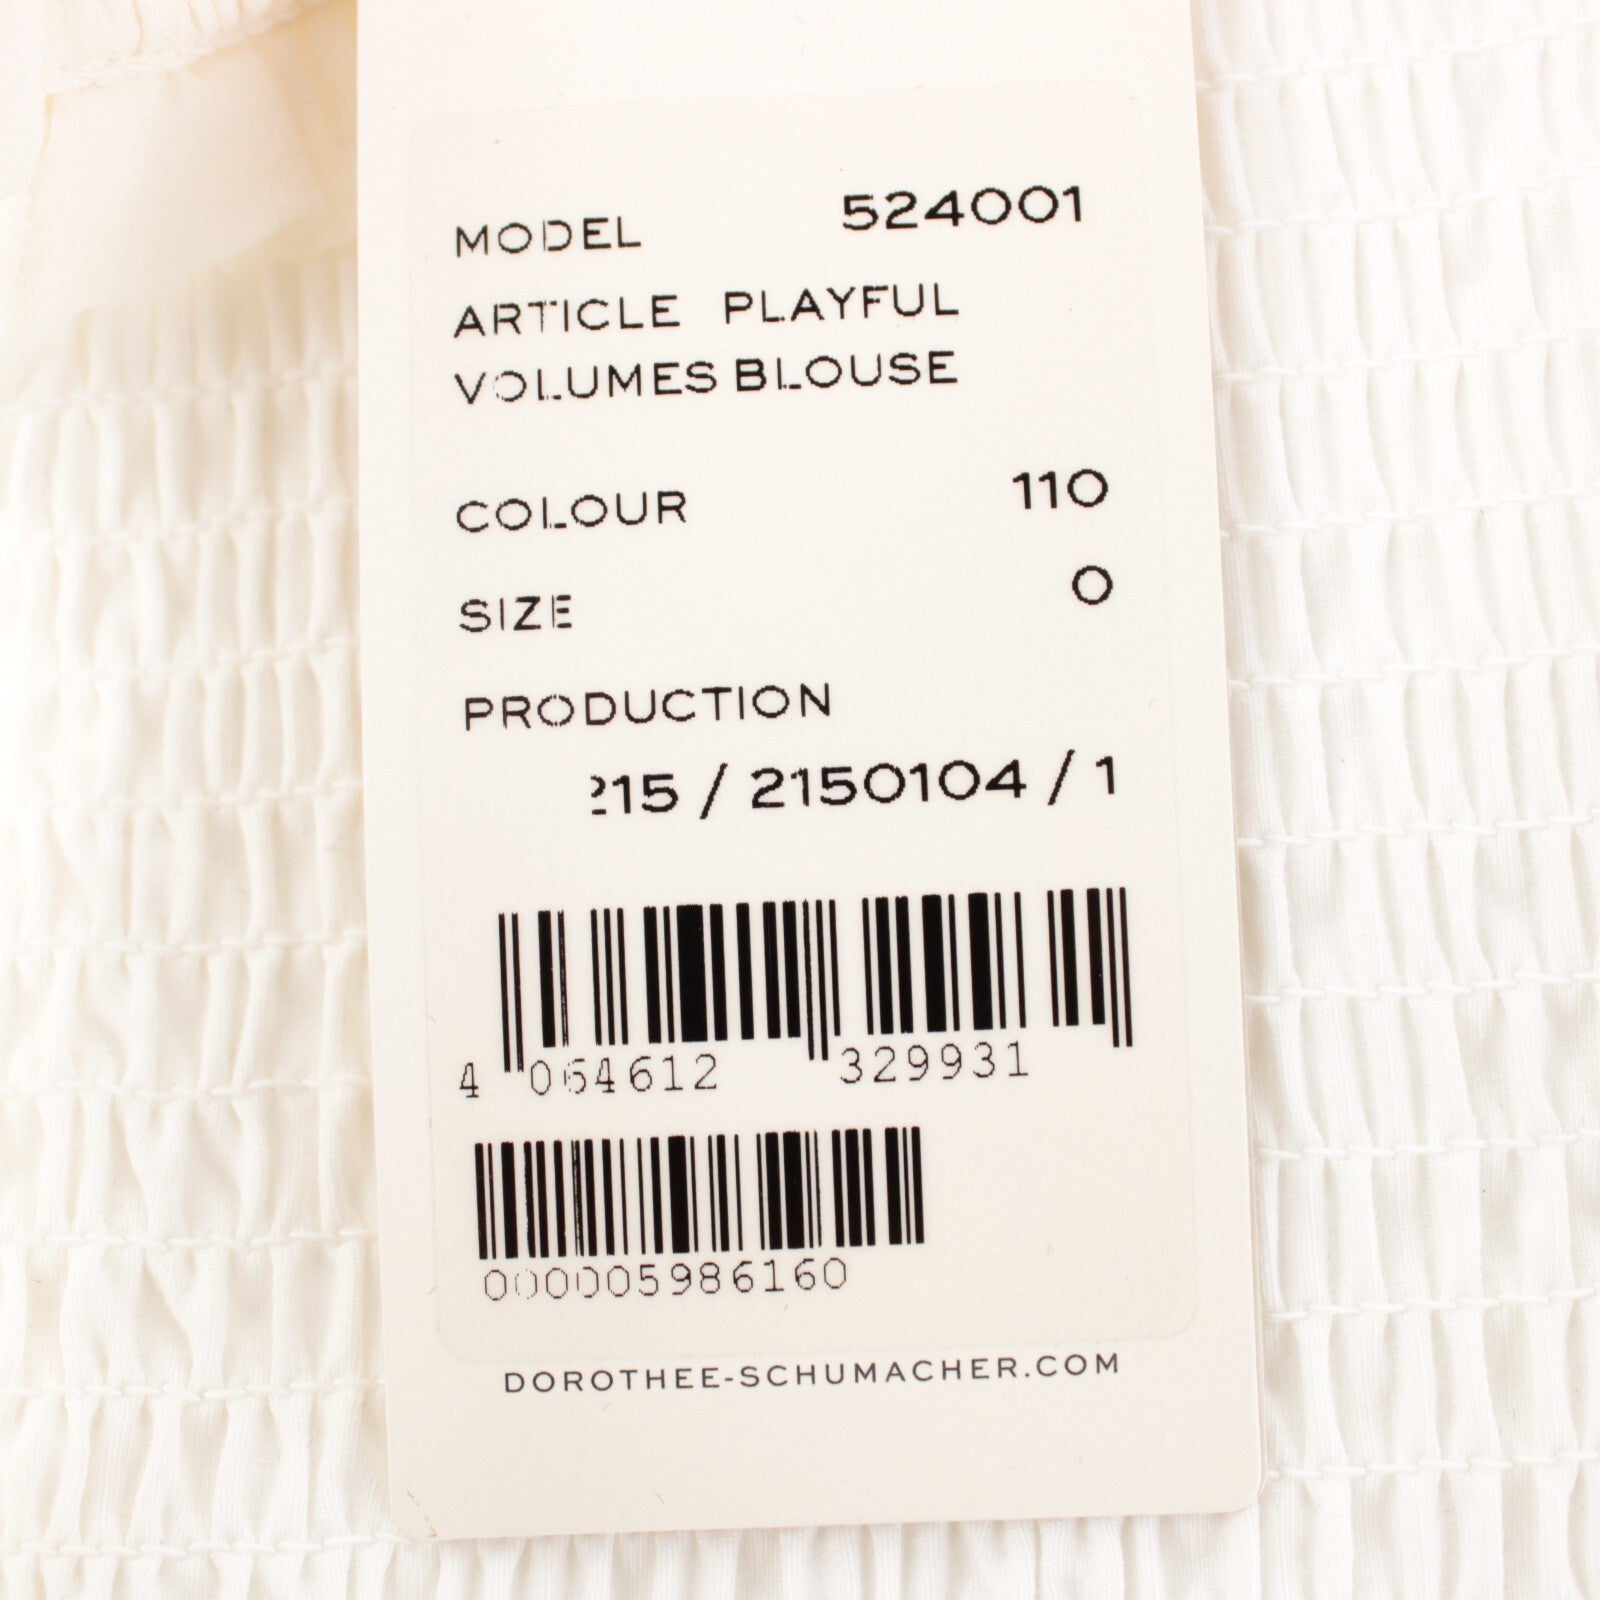 MODEL 524001
ARTICLE PLAYFUL
VOLUMES BLOUSE
COLOUR 110
SIZE 0
PRODUCTION
215 / 2150104 / 1
4 064612 329931
000005986160
DOROTHEE-SCHUMACHER.COM